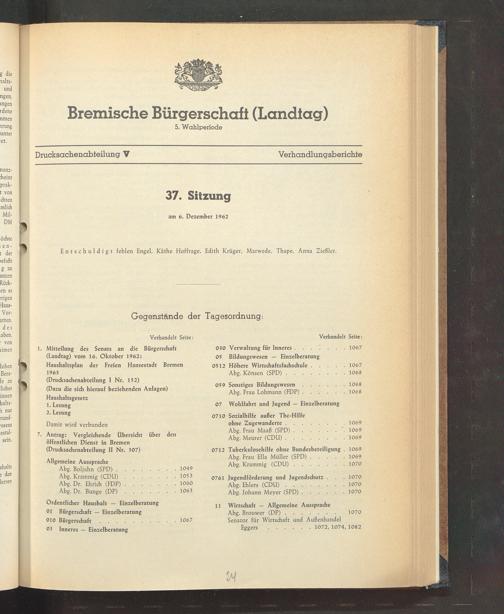 Bremische Bürgerschaft (Landtag)
5. Wahlperiode
Drucksachenabteilung V
Verhandlungsberichte
37. Sitzung
am 6. Dezember 1962
Entschuldigt fehlen Engel, Käthe Hoffrage, Edith Krüger, Marwede, Thape, Anna Zießler.
Gegenstände der Tagesordnung:
Verhandelt Seite:
1. Mitteilung des Senats an die Bürgerschaft
(Landtag) vom 16. Oktober 1962:
Haushaltsplan der Freien Hansestadt Bremen
1963
(Drucksachenabteilung I Nr. 152)
(Dazu die sich hierauf beziehenden Anlagen)
Haushaltsgesetz
1. Lesung
2. Lesung
Damit wird verbunden
7. Antrag: Vergleichende Übersicht über den
öffentlichen Dienst in Bremen
(Drucksachenabteilung II Nr. 307)
Allgemeine Aussprache
Abg. Boljahn (SPD) . . . . . . . 1049
Abg. Krammig (CDU) . . . . . . . 1053
Abg. Dr. Ehrich (FDP) . . . . . . . 1060
Abg. Dr. Bunge (DP) . . . . . . . 1063
Ordentlicher Haushalt — Einzelberatung
01 Bürgerschaft — Einzelberatung
010 Bürgerschaft . . . . . . . 1067
03 Inneres — Einzelberatung
Verhandelt Seite:
030 Verwaltung für Inneres . . . . . . . 1067
05 Bildungswesen — Einzelberatung
0512 Höhere Wirtschaftsfachschule . . . . 1067
Abg. Könsen (SPD) . . . . . . . 1068
059 Sonstiges Bildungswesen . . . . . . 1068
Abg. Frau Lohmann (FDP) . . . . . 1068
07 Wohlfahrt und Jugend — Einzelberatung
0710 Sozialhilfe außer Tbc-Hilfe
ohne Zugewanderte . . . . . . . 1069
Abg. Frau Maaß (SPD) . . . . . . 1069
Abg. Meurer (CDU) . . . . . . . 1069
0712 Tuberkulosehilfe ohne Bundesbeteiligung . 1069
Abg. Frau Ella Müller (SPD) . . . . . 1069
Abg. Krammig (CDU) . . . . . . 1070
0761 Jugendförderung und Jugendschutz . . . 1070
Abg. Ehlers (CDU) . . . . . . . 1070
Abg. Johann Meyer (SPD) . . . . . 1070
11 Wirtschaft — Allgemeine Aussprache
Abg. Brouwer (DP) . . . . . . . 1070
Senator für Wirtschaft und Außenhandel
Eggers . . . . . . . 1072, 1074, 1082